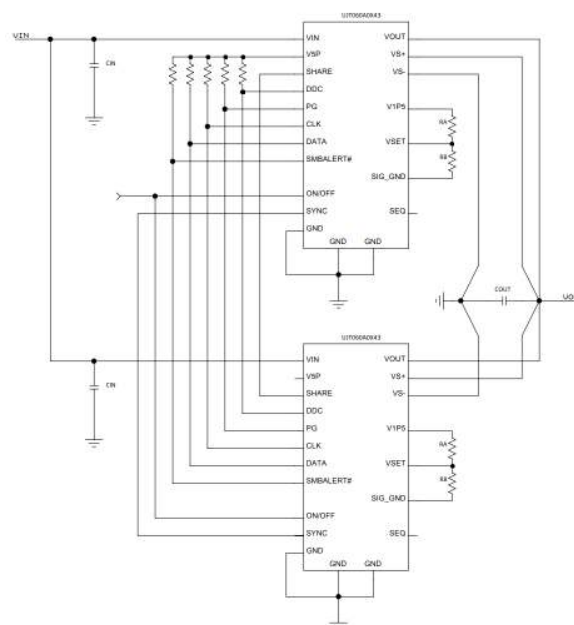 UJT060A0X43
VIN
VIN
VOUT
CIN
V5P
VS+
SHARE
VS-
DDC
PG
V1P5
CLK
RA
DATA
VSET
SMBALERT#
RB
SIG_GND
ON/OFF
SYNC
SEQ
GND
GND
GND
COUT
VO
UJT060A0X43
VIN
VOUT
CIN
V5P
VS+
SHARE
VS-
DDC
PG
V1P5
CLK
RA
DATA
VSET
SMBALERT#
RB
SIG_GND
ON/OFF
SYNC
SEQ
GND
GND
GND